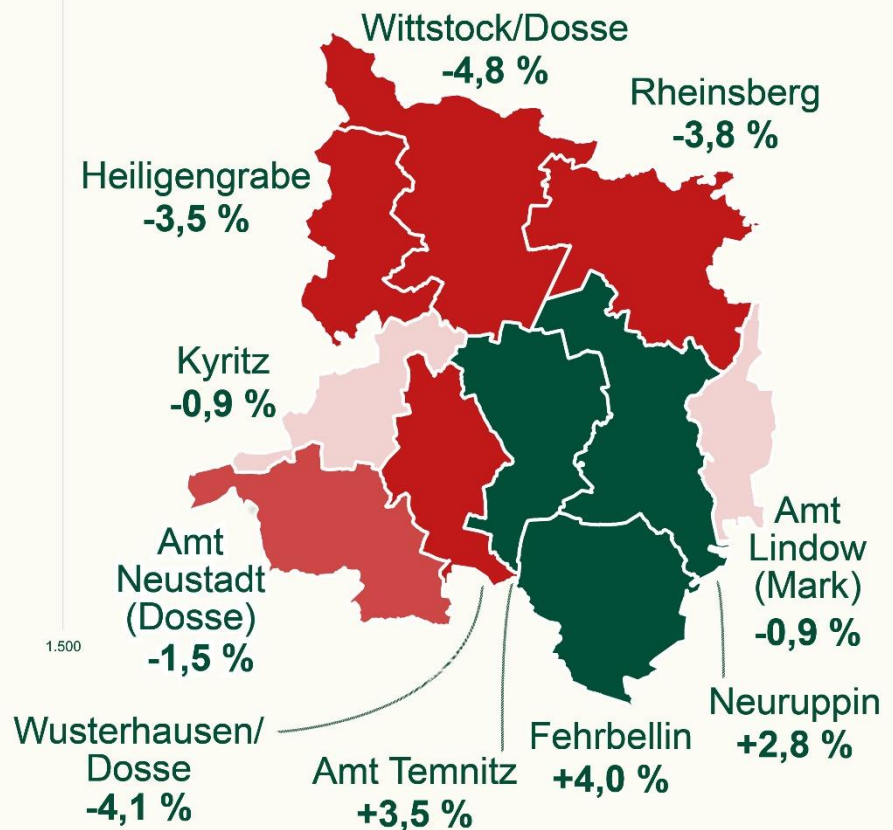 Wittstock/Dosse
-4,8 %
Rheinsberg
-3,8 %
Heiligengrabe
-3,5 %
Kyritz
-0,9 %
Amt
Neustadt
(Dosse)
-1,5 %
Amt
Lindow
(Mark)
-0,9 %
1.500
Wusterhausen/
Dosse
-4,1 %
Amt Temnitz
+3,5 %
Fehrbellin
+4,0 %
Neuruppin
+2,8 %